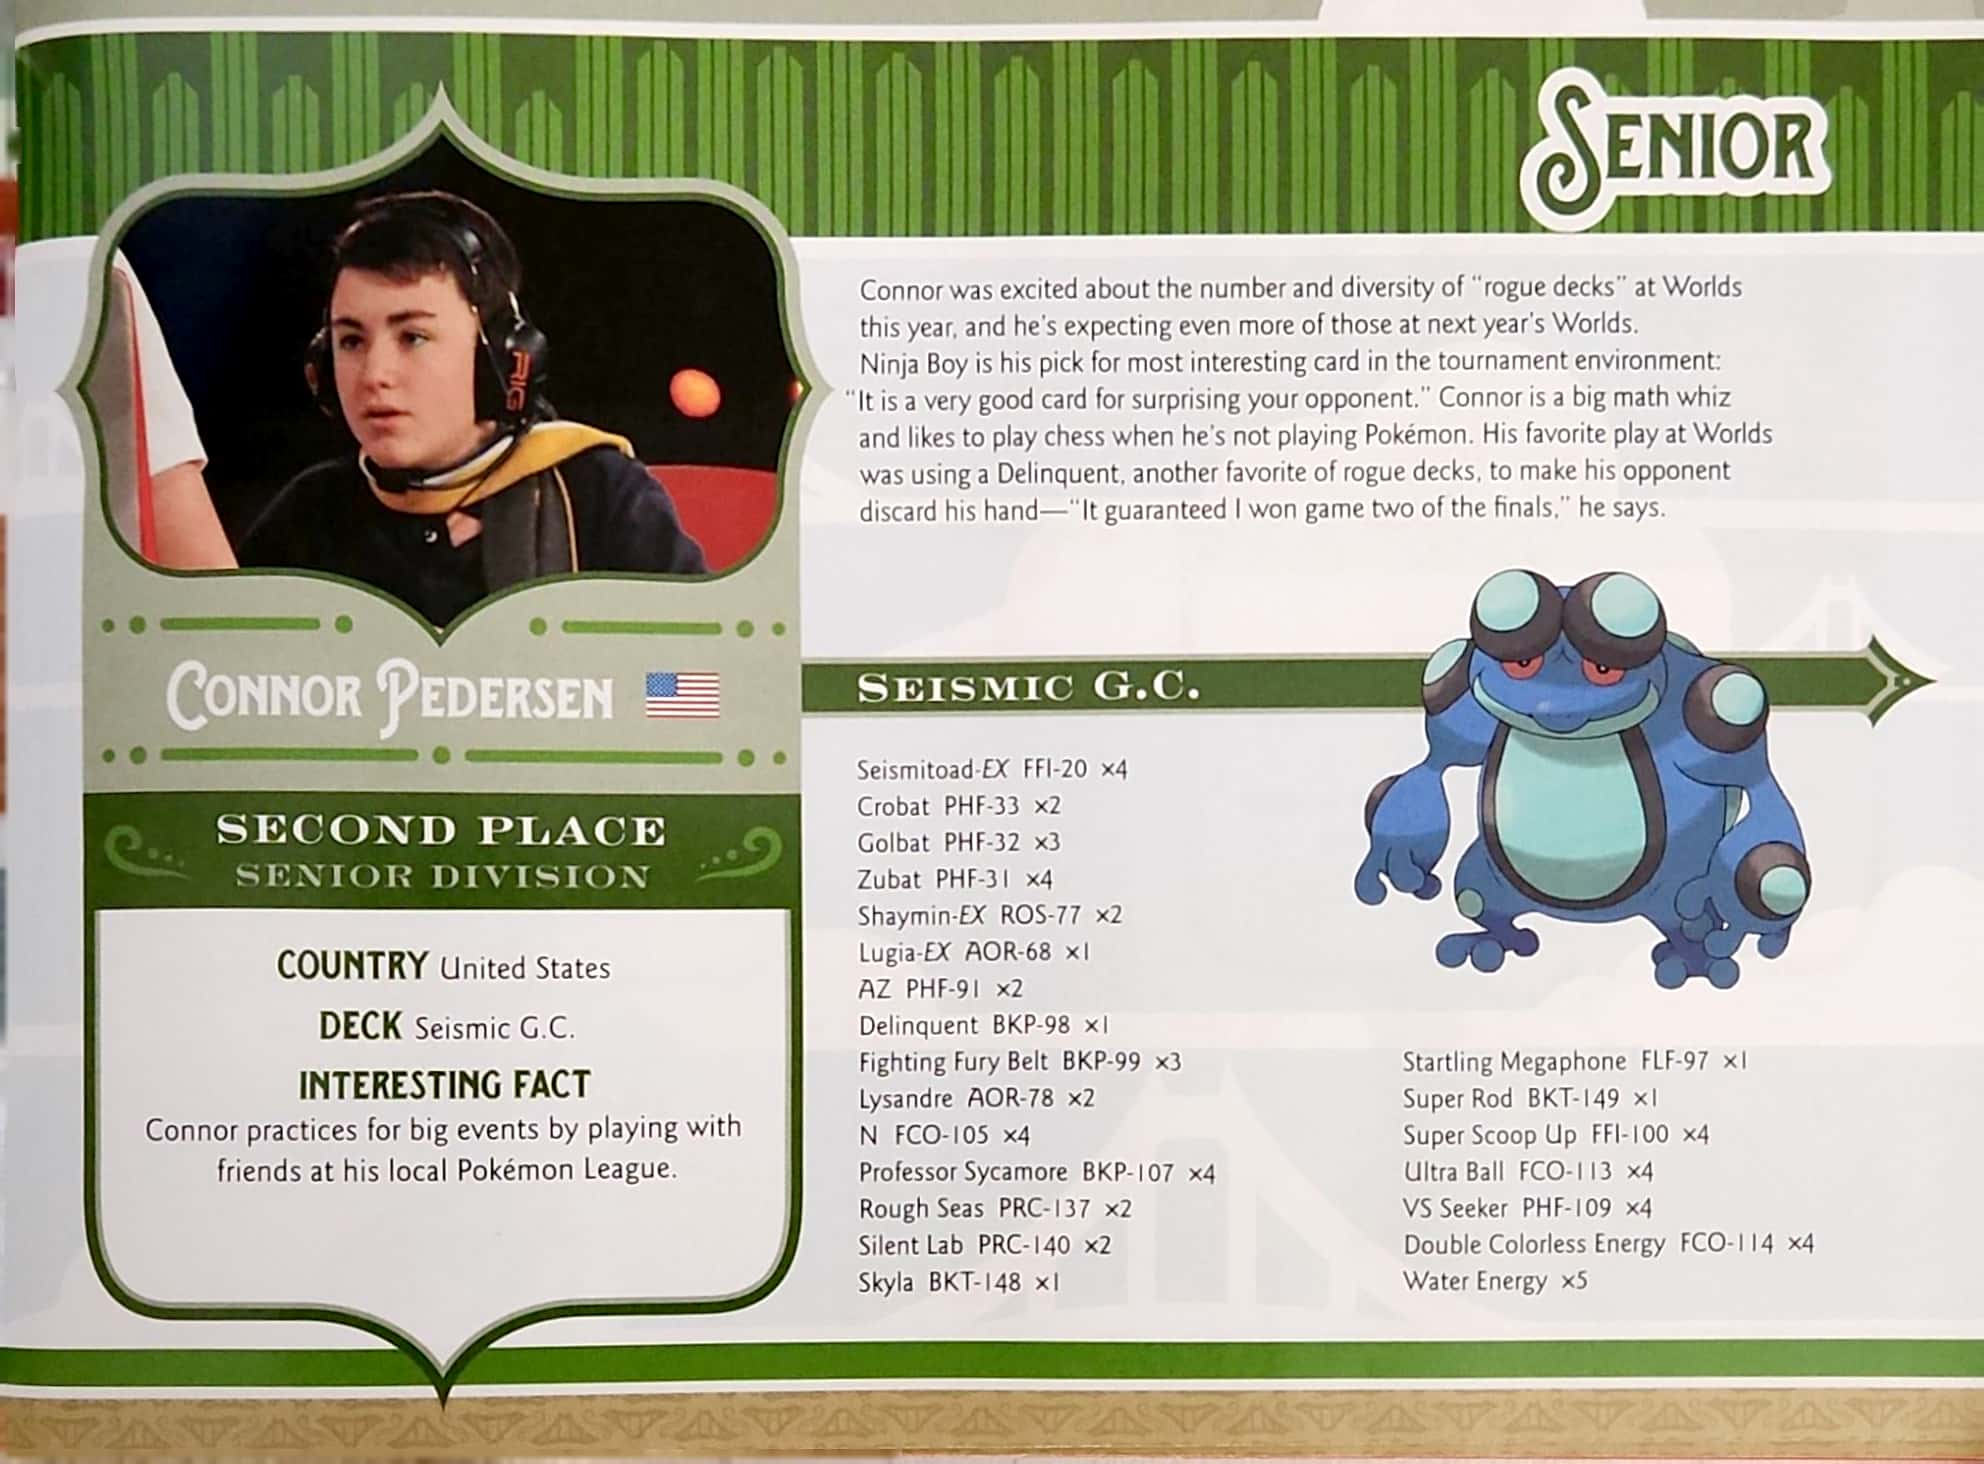 SENIOR
RIG
Connor was excited about the number and diversity of “rogue decks” at Worlds
this year, and he’s expecting even more of those at next year’s Worlds.
Ninja Boy is his pick for most interesting card in the tournament environment:
“It is a very good card for surprising your opponent.” Connor is a big math whiz
and likes to play chess when he’s not playing Pokémon. His favorite play at Worlds
was using a Delinquent, another favorite of rogue decks, to make his opponent
discard his hand—“It guaranteed I won game two of the finals,” he says.
CONNOR PEDERSEN
SECOND PLACE
SENIOR DIVISION
COUNTRY United States
DECK Seismic G.C.
INTERESTING FACT
Connor practices for big events by playing with
friends at his local Pokémon League.
SEISMIC G.C.
Seismitoad-EX FFI-20 ×4
Crobat PHF-33 ×2
Golbat PHF-32 ×3
Zubat PHF-31 ×4
Shaymin-EX ROS-77 ×2
Lugia-EX AOR-68 ×1
AZ PHF-91 ×2
Delinquent BKP-98 ×1
Fighting Fury Belt BKP-99 ×3
Lysandre AOR-78 ×2
N FCO-105 ×4
Professor Sycamore BKP-107 ×4
Rough Seas PRC-137 ×2
Silent Lab PRC-140 ×2
Skyla BKT-148 ×1
Startling Megaphone FLF-97 ×1
Super Rod BKT-149 ×1
Super Scoop Up FFI-100 ×4
Ultra Ball FCO-113 ×4
VS Seeker PHF-109 ×4
Double Colorless Energy FCO-114 ×4
Water Energy ×5